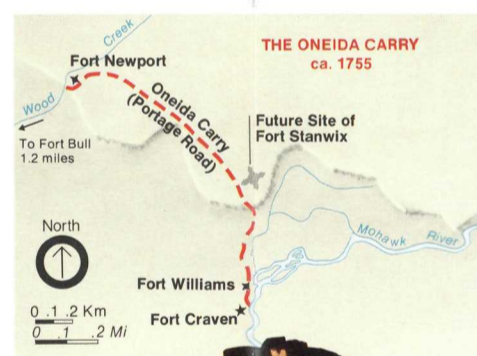 THE ONEIDA CARRY
ca. 1755
Creek
Fort Newport
Wood
Oneida Carry
(Portage Road)
Future Site of
Fort Stanwix
To Fort Bull
1.2 miles
North
Mohawk River
Fort Williams
Fort Craven
0 .1 .2 Km
0 .1 .2 Mi